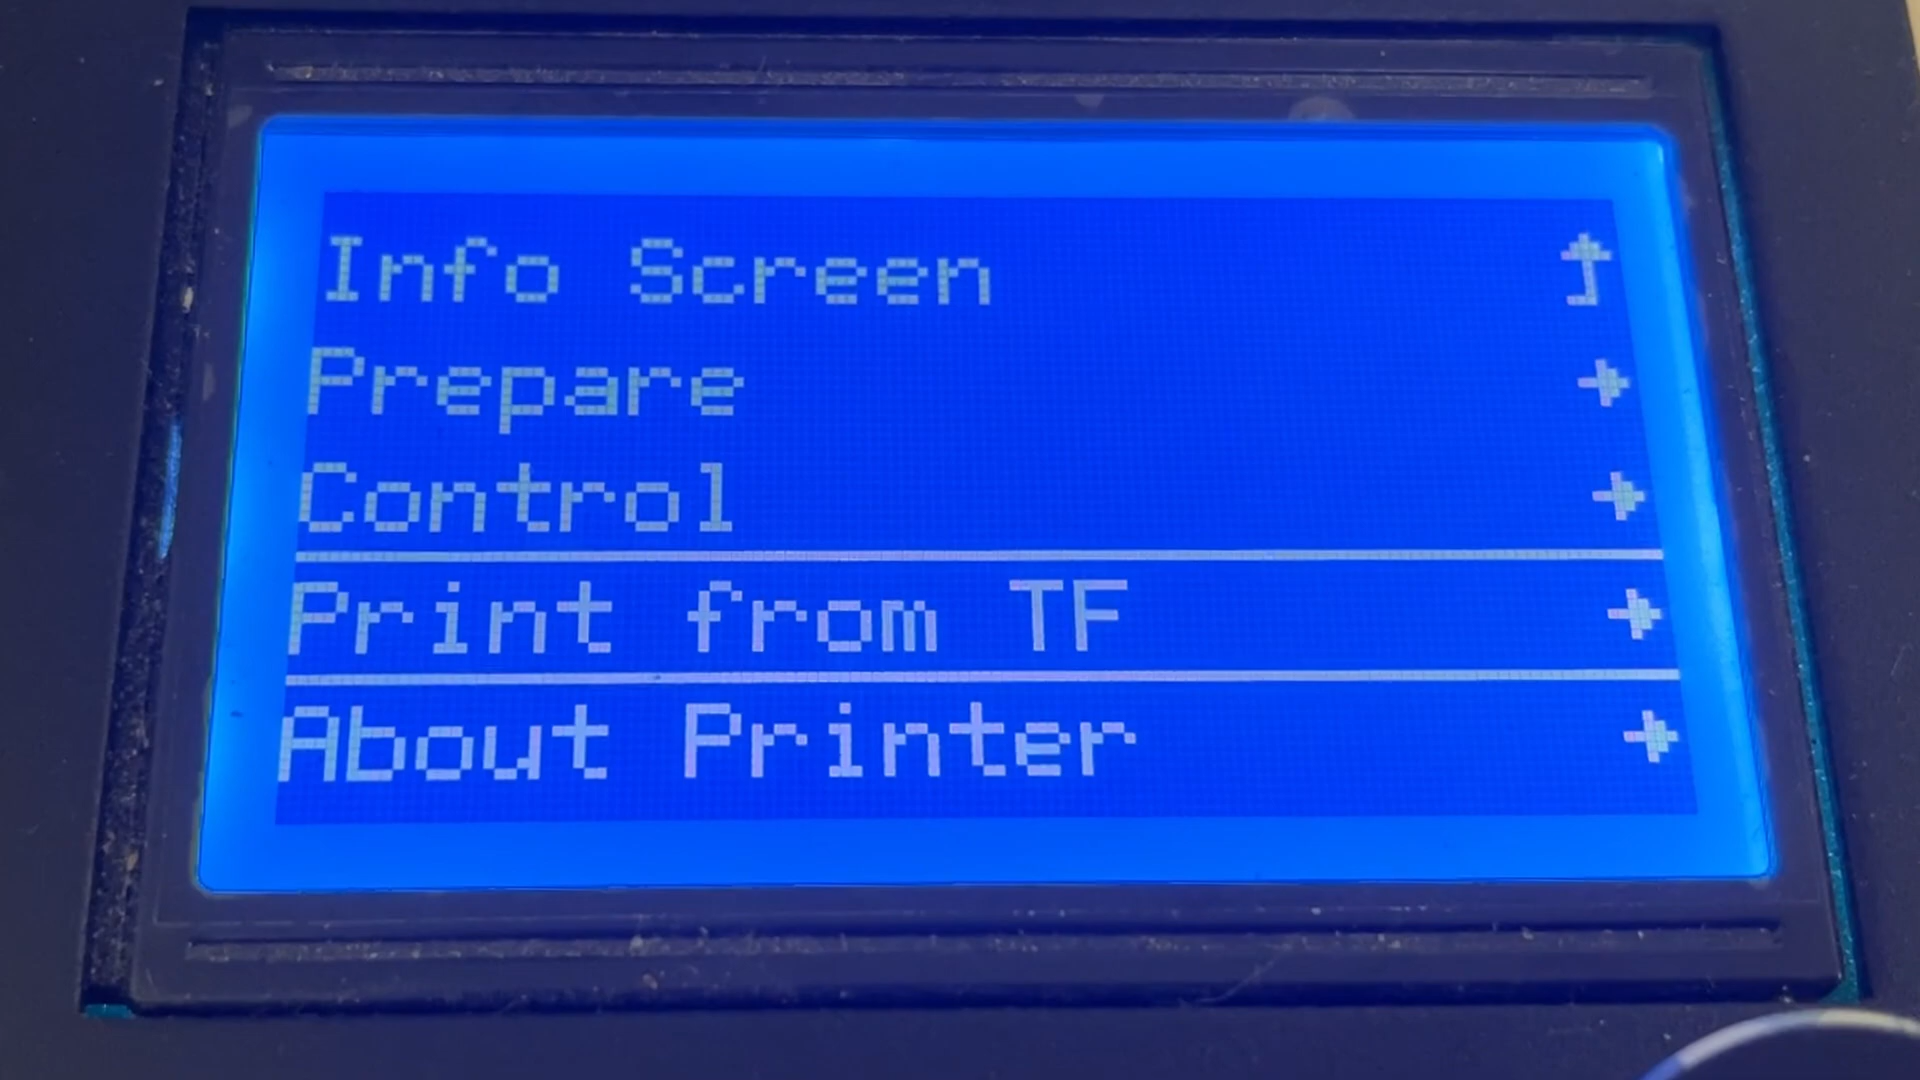 Info Screen
Prepare
Control
Print from TF
About Printer